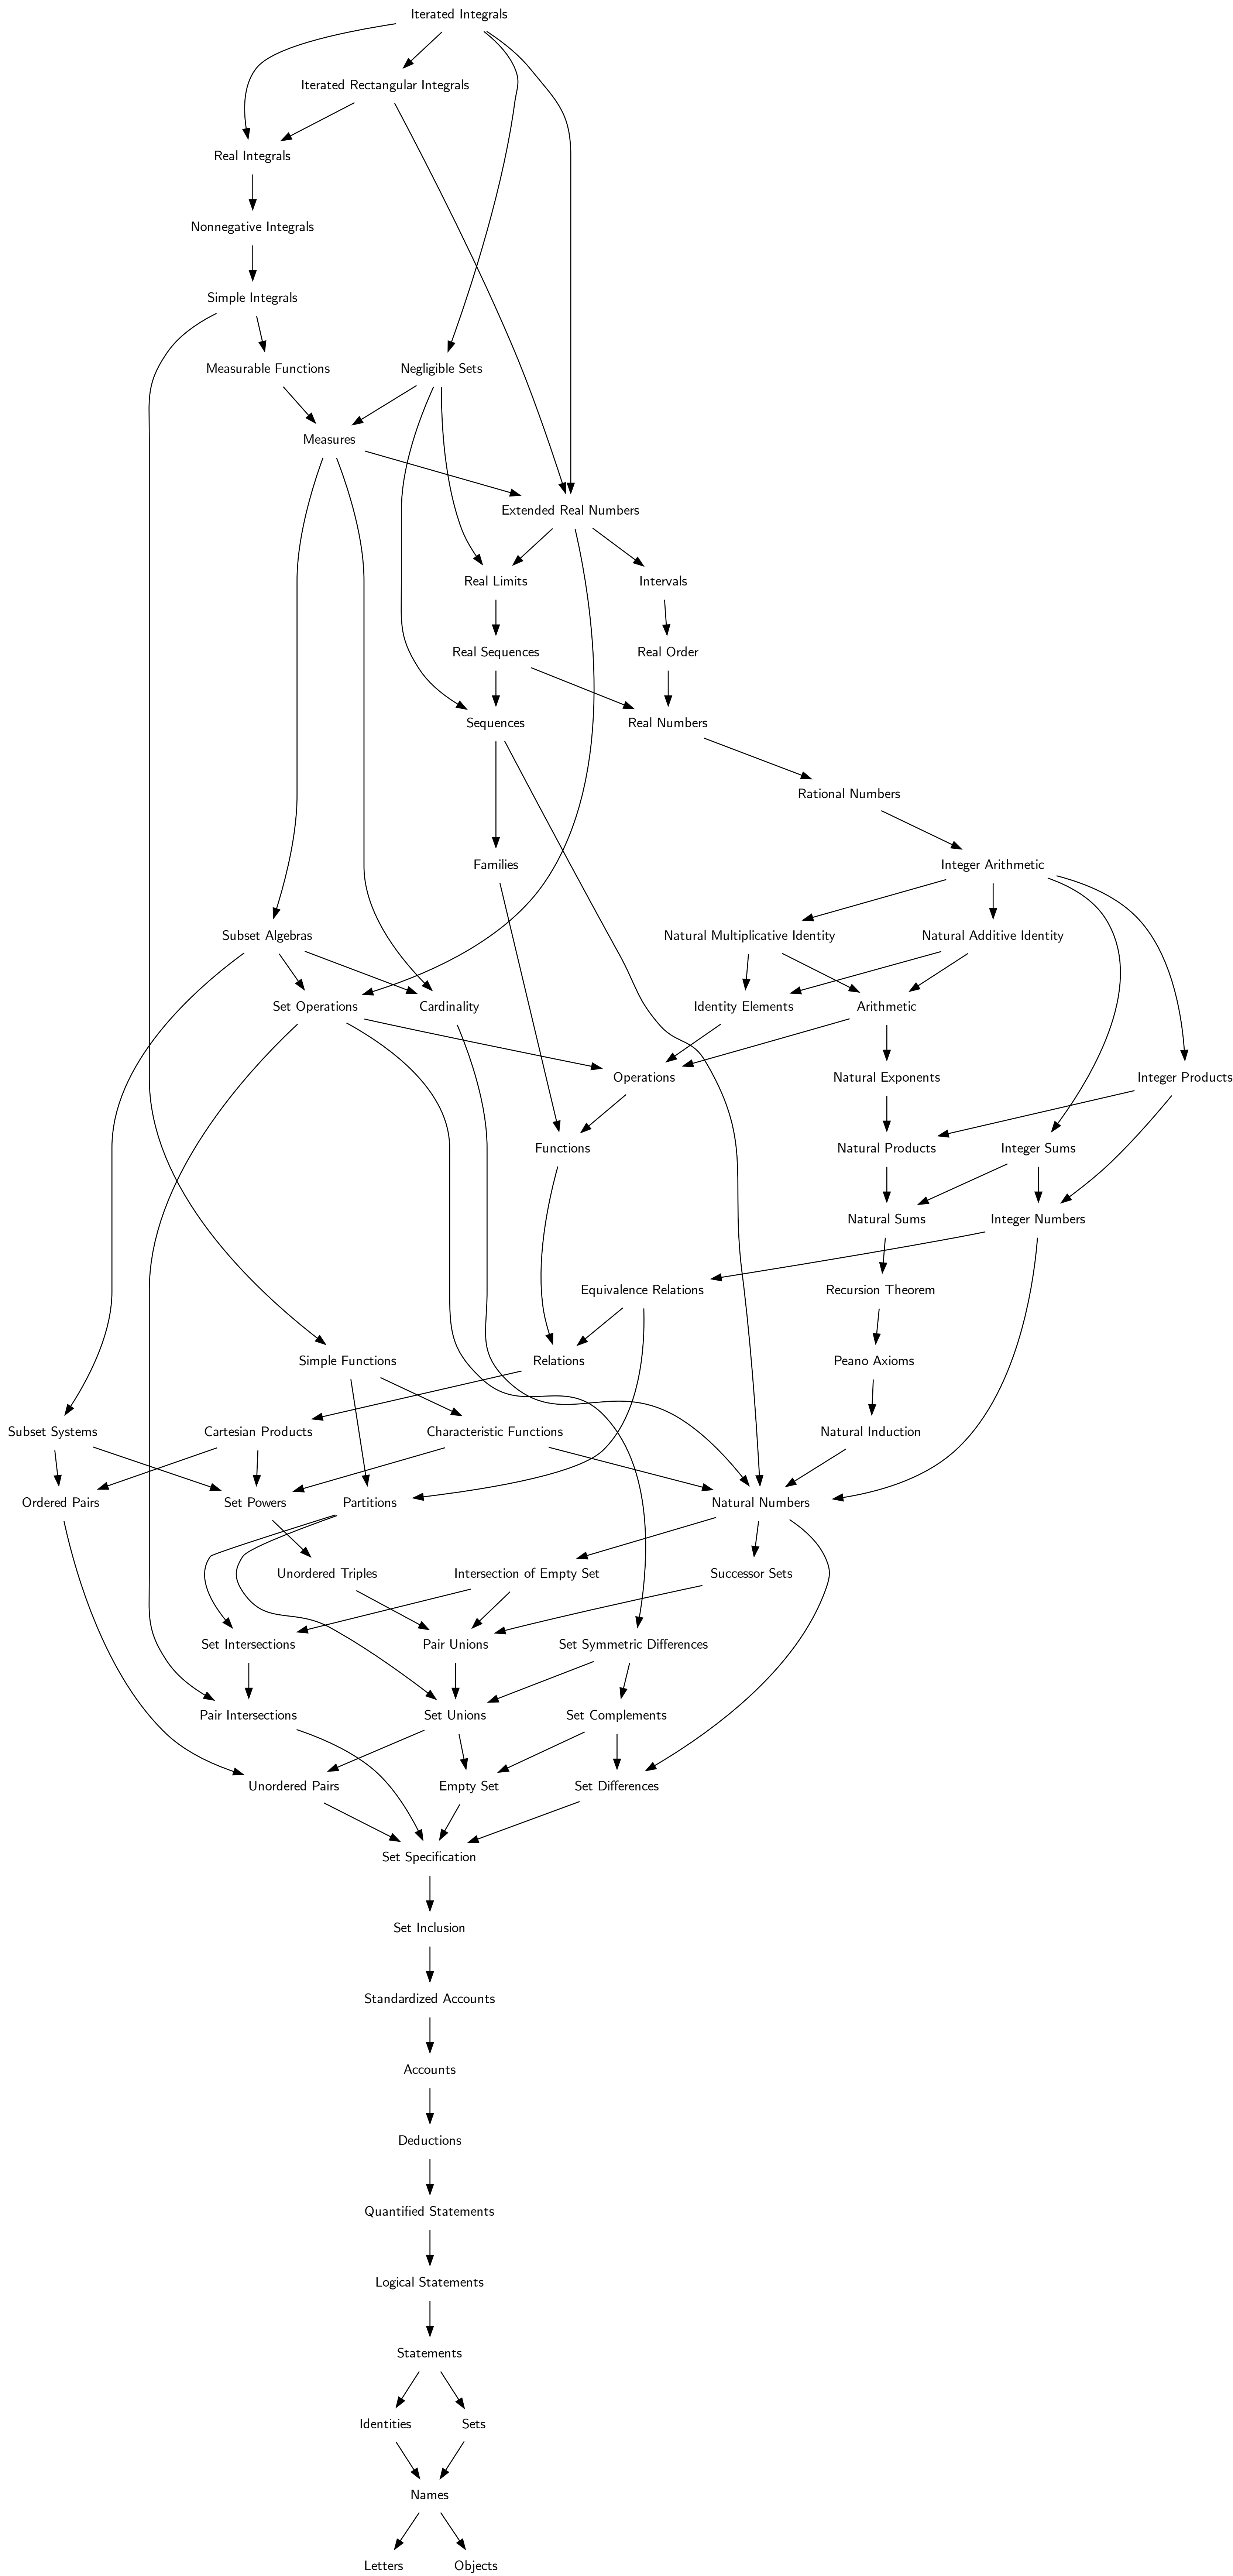 Iterated Integrals
Iterated Rectangular Integrals
Real Integrals
Nonnegative Integrals
Simple Integrals
Measurable Functions
Negligible Sets
Measures
Extended Real Numbers
Real Limits
Intervals
Real Sequences
Real Order
Sequences
Real Numbers
Rational Numbers
Families
Integer Arithmetic
Subset Algebras
Natural Multiplicative Identity
Natural Additive Identity
Set Operations
Cardinality
Identity Elements
Arithmetic
Operations
Natural Exponents
Integer Products
Functions
Natural Products
Integer Sums
Natural Sums
Integer Numbers
Equivalence Relations
Recursion Theorem
Simple Functions
Relations
Peano Axioms
Subset Systems
Cartesian Products
Characteristic Functions
Natural Induction
Ordered Pairs
Set Powers
Partitions
Natural Numbers
Unordered Triples
Intersection of Empty Set
Successor Sets
Set Intersections
Pair Unions
Set Symmetric Differences
Pair Intersections
Set Unions
Set Complements
Unordered Pairs
Empty Set
Set Differences
Set Specification
Set Inclusion
Standardized Accounts
Accounts
Deductions
Quantified Statements
Logical Statements
Statements
Identities
Sets
Names
Letters
Objects